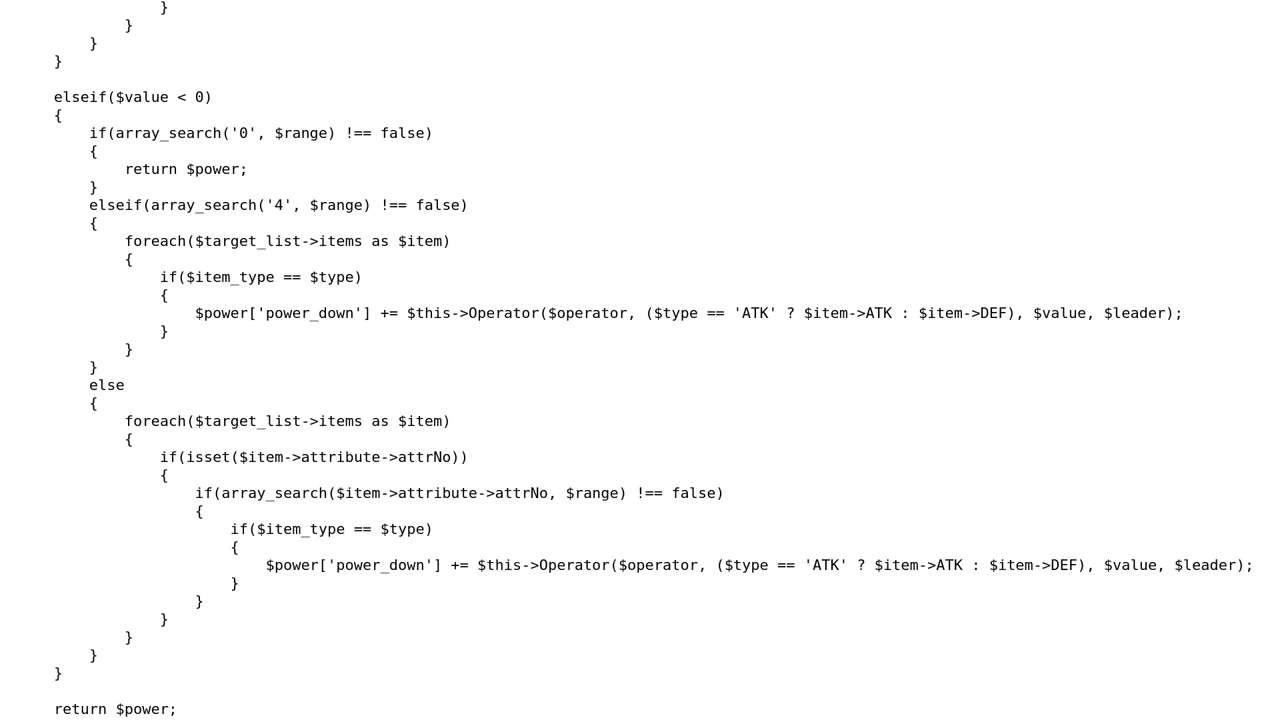 }
        }
    }
}

elseif($value < 0)
{
    if(array_search('0', $range) !== false)
    {
        return $power;
    }
    elseif(array_search('4', $range) !== false)
    {
        foreach($target_list->items as $item)
        {
            if($item_type == $type)
            {
                $power['power_down'] += $this->Operator($operator, ($type == 'ATK' ? $item->ATK : $item->DEF), $value, $leader);
            }
        }
    }
    else
    {
        foreach($target_list->items as $item)
        {
            if(isset($item->attribute->attrNo))
            {
                if(array_search($item->attribute->attrNo, $range) !== false)
                {
                    if($item_type == $type)
                    {
                        $power['power_down'] += $this->Operator($operator, ($type == 'ATK' ? $item->ATK : $item->DEF), $value, $leader);
                    }
                }
            }
        }
    }
}

return $power;